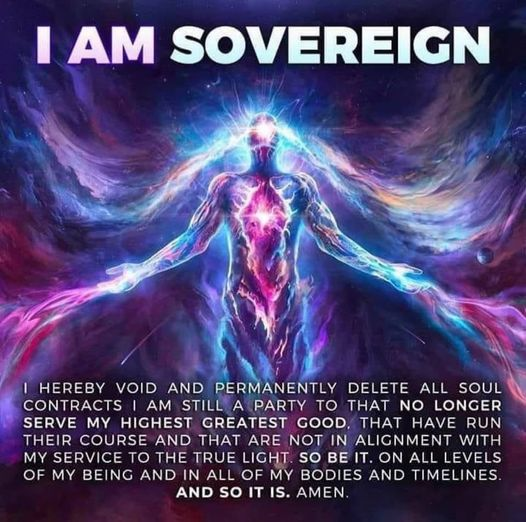 I AM SOVEREIGN
I HEREBY VOID AND PERMANENTLY DELETE ALL SOUL
CONTRACTS I AM STILL A PARTY TO THAT NO LONGER
SERVE MY HIGHEST GREATEST GOOD, THAT HAVE RUN
THEIR COURSE AND THAT ARE NOT IN ALIGNMENT WITH
MY SERVICE TO THE TRUE LIGHT. SO BE IT. ON ALL LEVELS
OF MY BEING AND IN ALL OF MY BODIES AND TIMELINES.
AND SO IT IS. AMEN.